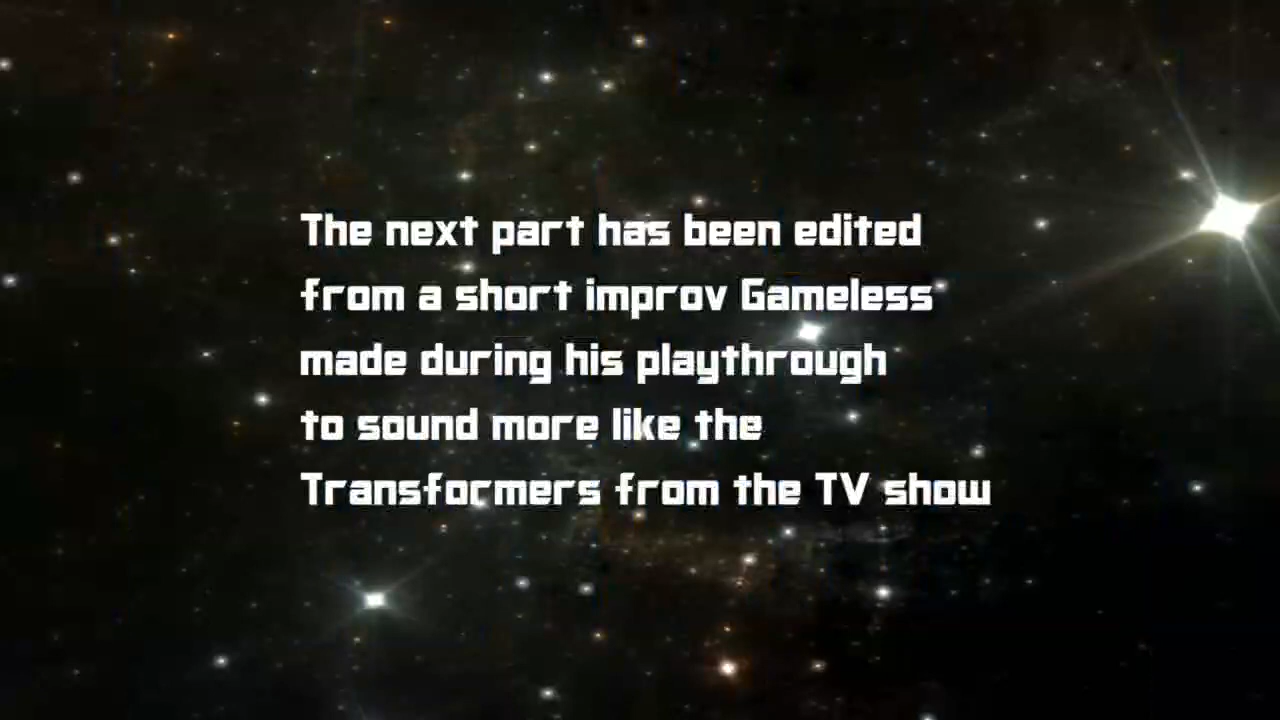 The next part has been edited
from a short improv Gameless
made during his playthrough
to sound more like the
Transformers from the TV show